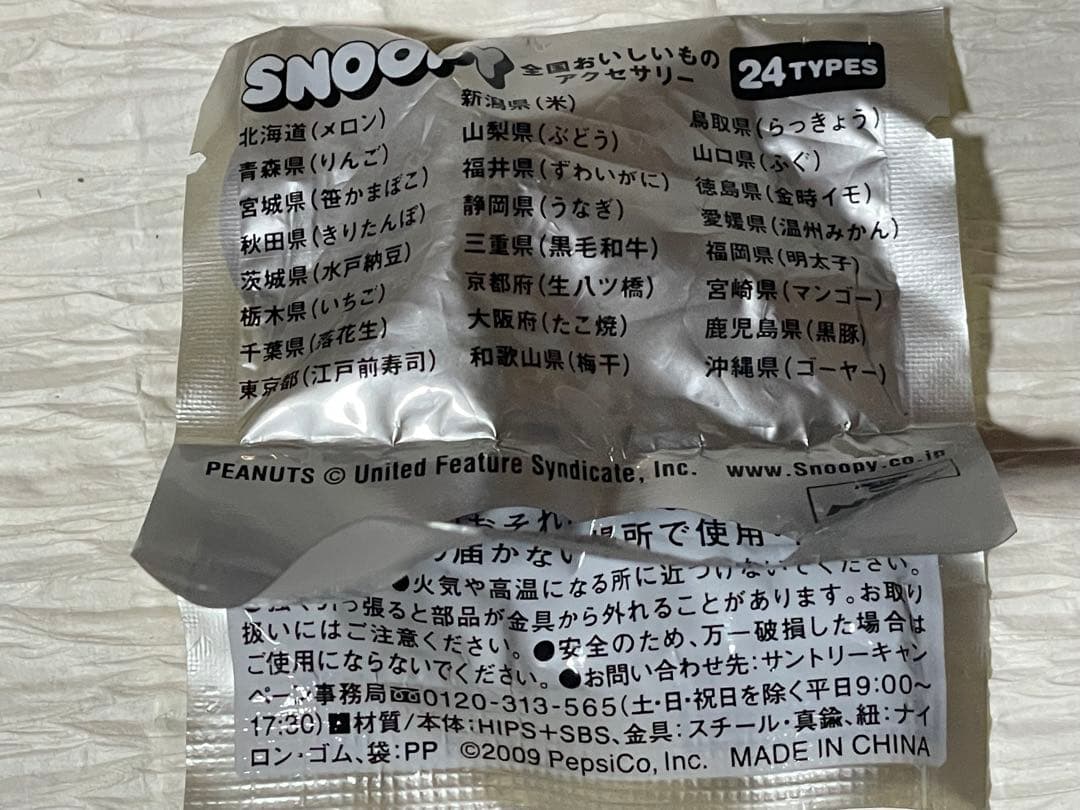 SNOOPY 全国おいしいもの
アクセサリー
24TYPES
北海道(メロン)
青森県(りんご)
宮城県(笹かまぼこ)
秋田県(きりたんぽ)
茨城県(水戸納豆)
栃木県(いちご)
千葉県(落花生)
東京都(江戸前寿司)
新潟県(米)
山梨県(ぶどう)
福井県(ずわいがに)
静岡県(うなぎ)
三重県(黒毛和牛)
京都府(生八ツ橋)
大阪府(たこ焼)
和歌山県(梅干)
鳥取県(らっきょう)
山口県(ふぐ)
徳島県(金時イモ)
愛媛県(温州みかん)
福岡県(明太子)
宮崎県(マンゴー)
鹿児島県(黒豚)
沖縄県(ゴーヤー)
PEANUTS © United Feature Syndicate, Inc. www.Snoopy.co.jp
所で使用
届かない
●火気や高温になる所に近づけないでください。
張ると部品が金具から外れることがあります。お取り
扱いにはご注意ください。●安全のため、万一破損した場合は
ご使用にならないでください。●お問い合わせ先:サントリーキャン
ペーン事務局 0120-313-565(土・日・祝日を除く平日9:00~
17:30) 材質/本体:HIPS+SBS、金具:スチール・真鍮、紐:ナイ
ロン・ゴム、袋:PP ©2009 PepsiCo, Inc. MADE IN CHINA